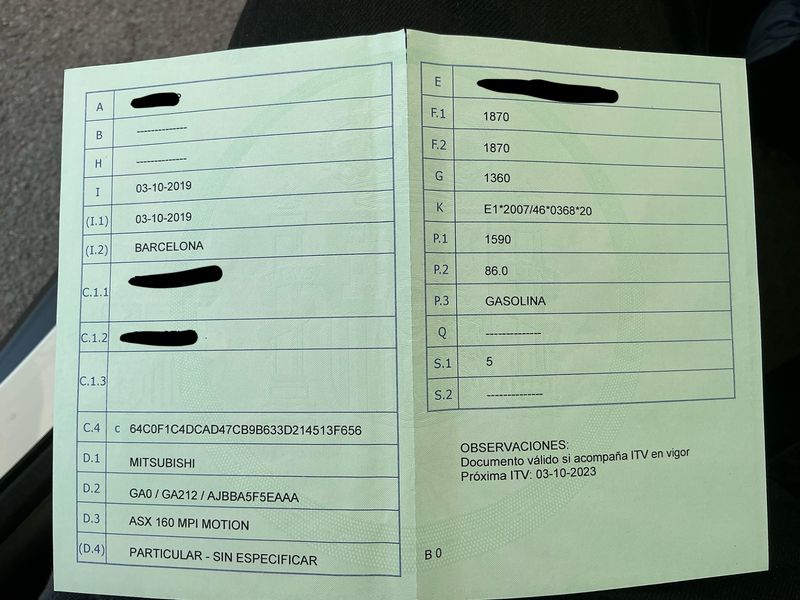 A
B --------------
H --------------
I 03-10-2019
(I.1) 03-10-2019
(I.2) BARCELONA
C.1.1
C.1.2
C.1.3
C.4 c 64C0F1C4DCAD47CB9B633D214513F656
D.1 MITSUBISHI
D.2 GA0 / GA212 / AJBBA5F5EAAA
D.3 ASX 160 MPI MOTION
(D.4) PARTICULAR - SIN ESPECIFICAR
E
F.1 1870
F.2 1870
G 1360
K E1*2007/46*0368*20
P.1 1590
P.2 86.0
P.3 GASOLINA
Q --------------
S.1 5
S.2 --------------
OBSERVACIONES:
Documento válido si acompaña ITV en vigor
Próxima ITV: 03-10-2023
B 0